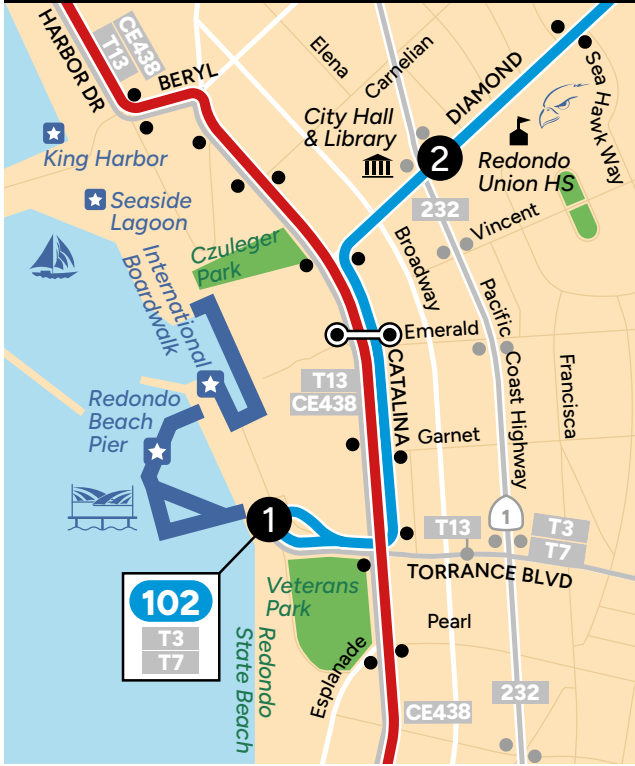 HARBOR DR
CE438
T13
BERYL
Elena
Carnelian
DIAMOND
Sea Hawk Way
City Hall
& Library
2
Redondo
Union HS
King Harbor
Seaside
Lagoon
232
Vincent
Czuleger
Park
International
Boardwalk
Broadway
Pacific
Coast Highway
Emerald
CATALINA
Francisca
T13
CE438
Redondo
Beach
Pier
Garnet
1
1
T13
T3
T7
TORRANCE BLVD
102
T3
T7
Veterans
Park
Redondo
State Beach
Esplanade
Pearl
232
CE438